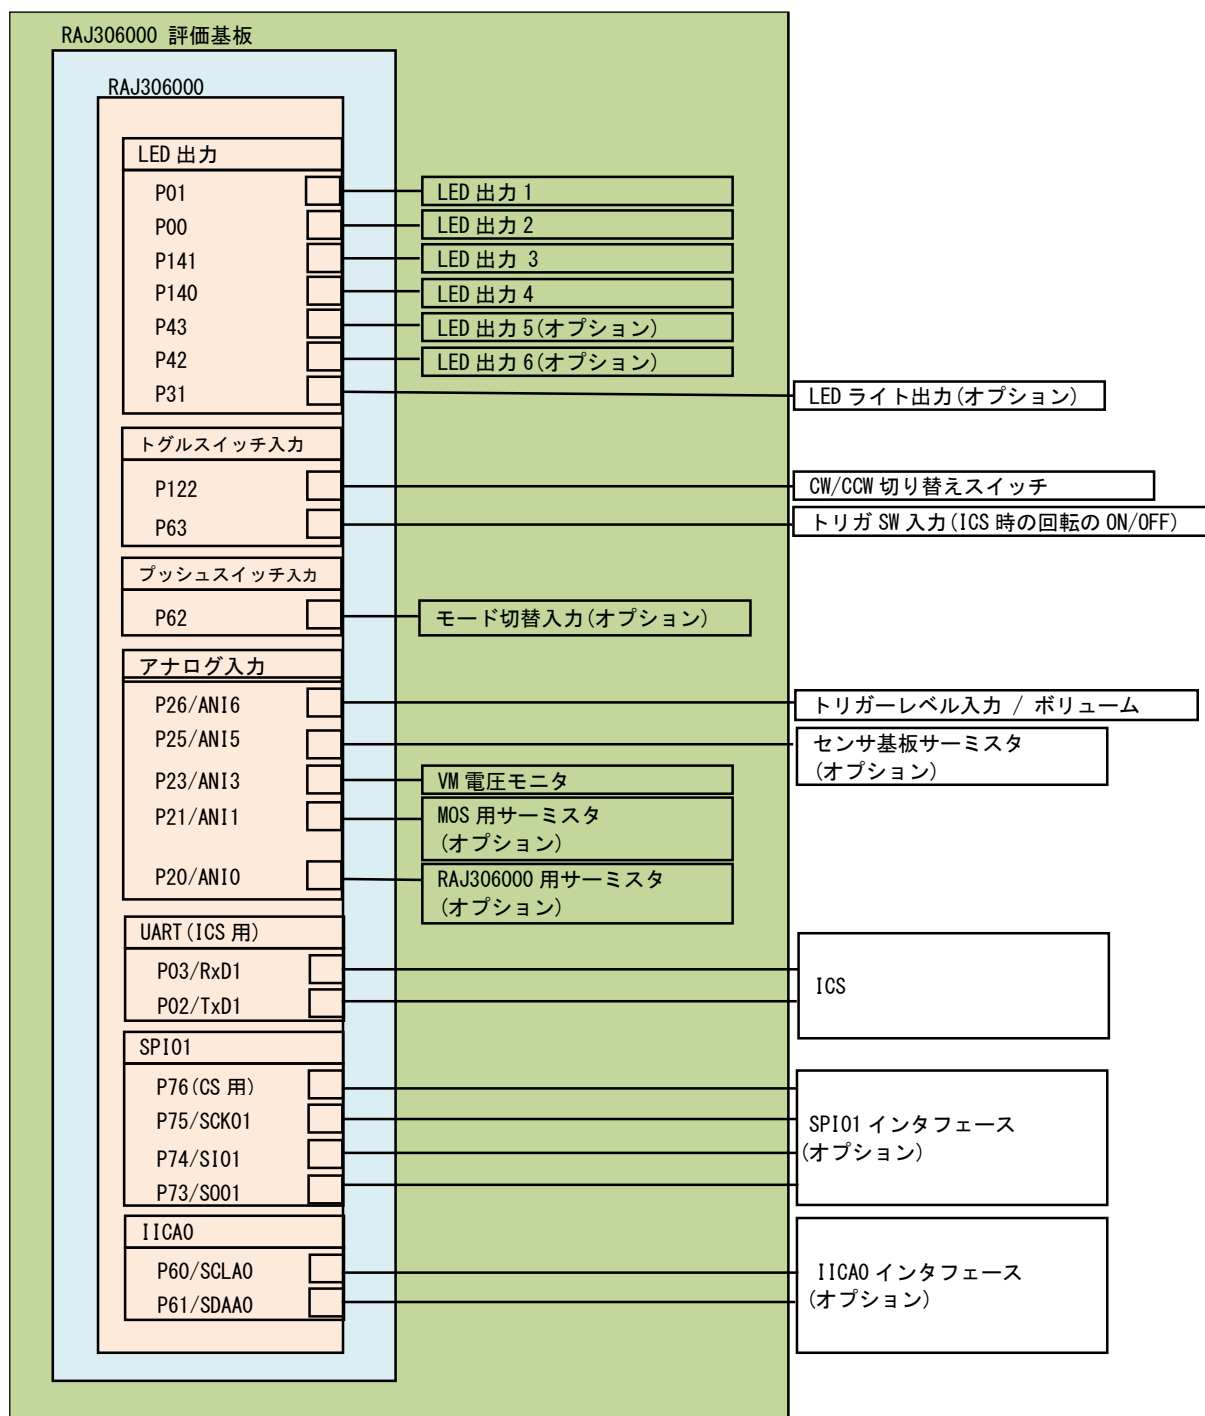 RAJ306000 評価基板
RAJ306000
LED 出力
P01
LED 出力 1
P00
LED 出力 2
P141
LED 出力 3
P140
LED 出力 4
P43
LED 出力 5(オプション)
P42
LED 出力 6(オプション)
P31
LED ライト出力(オプション)
トグルスイッチ入力
P122
CW/CCW 切り替えスイッチ
P63
トリガ SW 入力(ICS 時の回転の ON/OFF)
プッシュスイッチ入力
P62
モード切替入力(オプション)
アナログ入力
P26/ANI6
トリガーレベル入力 / ボリューム
P25/ANI5
センサ基板サーミスタ
(オプション)
P23/ANI3
VM 電圧モニタ
P21/ANI1
MOS 用サーミスタ
(オプション)
P20/ANI0
RAJ306000 用サーミスタ
(オプション)
UART(ICS 用)
P03/RxD1
P02/TxD1
ICS
SPI01
P76(CS 用)
P75/SCK01
P74/SI01
P73/SO01
SPI01 インタフェース
(オプション)
IICA0
P60/SCLA0
P61/SDAA0
IICA0 インタフェース
(オプション)